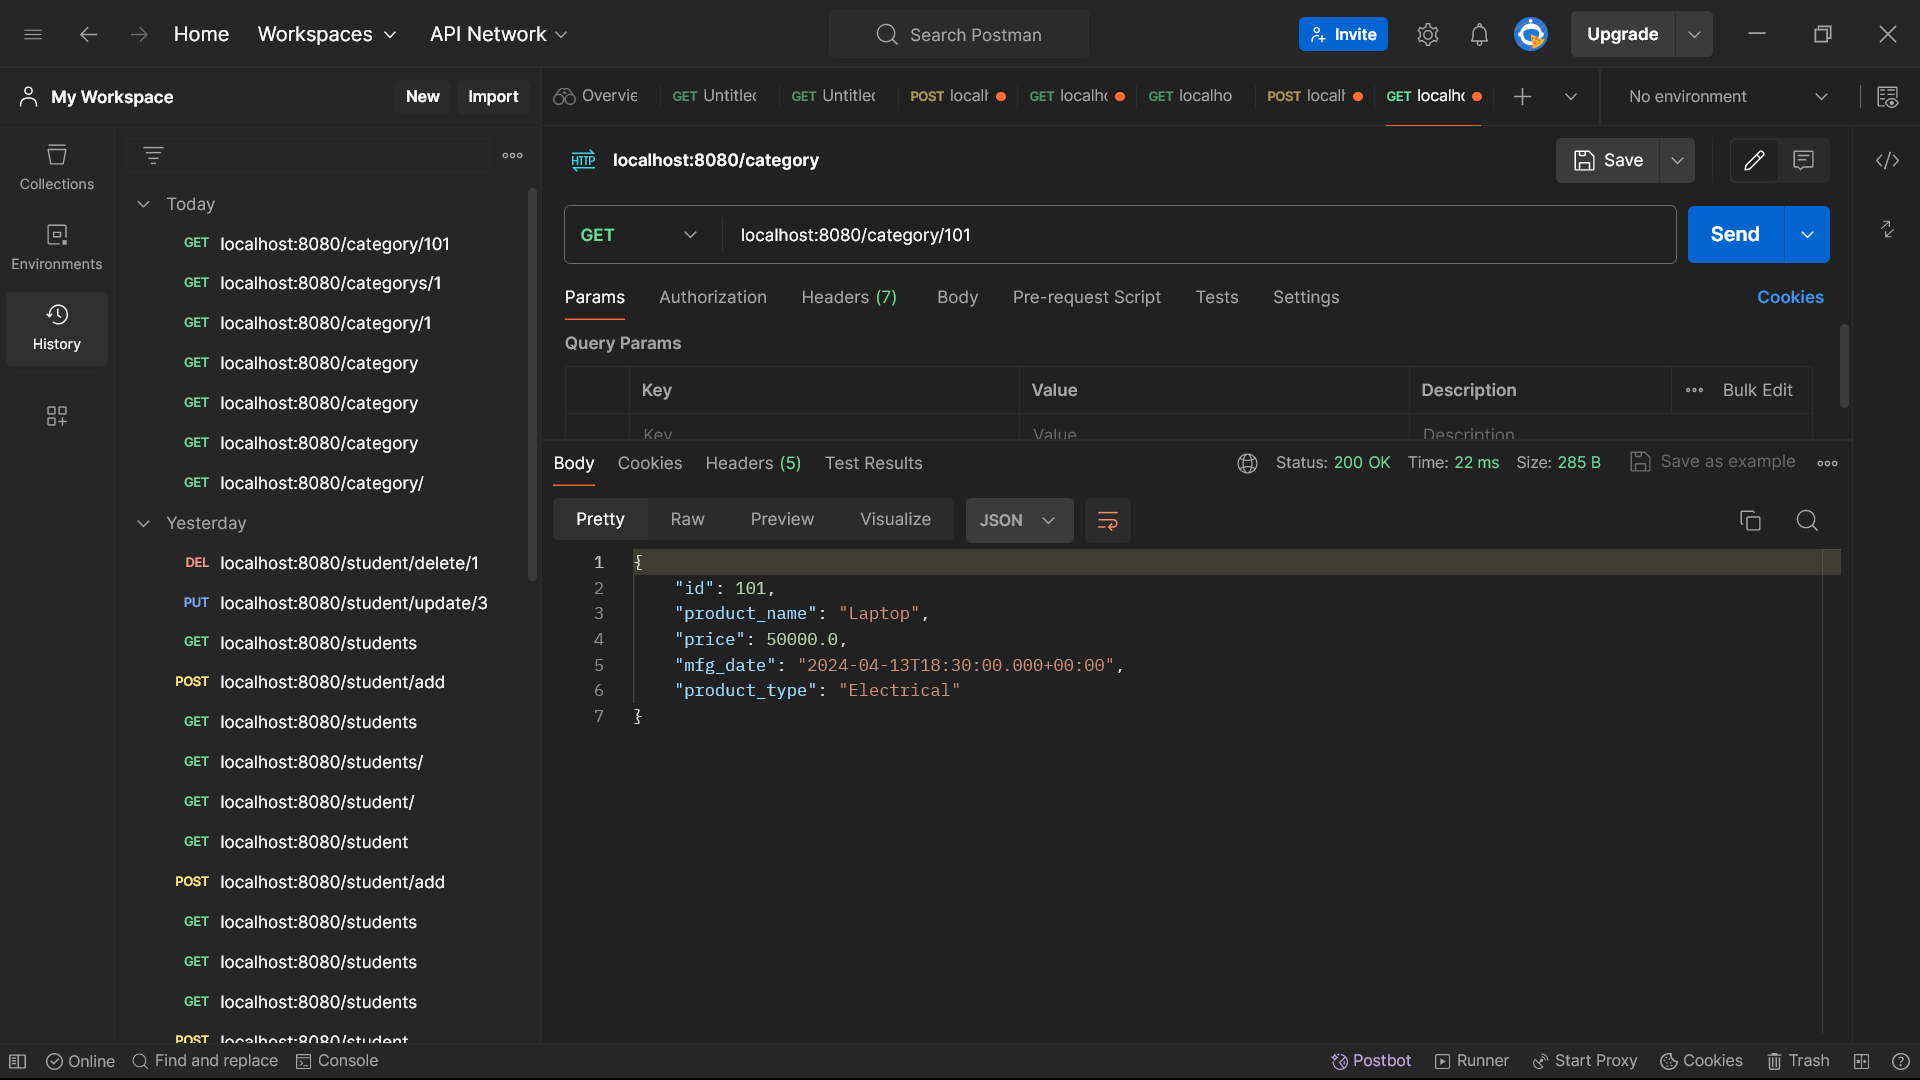 Home Workspaces API Network Search Postman Invite Upgrade
My Workspace New Import
Overvie GET Untitled GET Untitled POST localh GET localho GET localho POST localh GET localho No environment
Collections
Environments
History
Today
GET localhost:8080/category/101
GET localhost:8080/categorys/1
GET localhost:8080/category/1
GET localhost:8080/category
GET localhost:8080/category
GET localhost:8080/category
GET localhost:8080/category/
Yesterday
DEL localhost:8080/student/delete/1
PUT localhost:8080/student/update/3
GET localhost:8080/students
POST localhost:8080/student/add
GET localhost:8080/students
GET localhost:8080/students/
GET localhost:8080/student/
GET localhost:8080/student
POST localhost:8080/student/add
GET localhost:8080/students
GET localhost:8080/students
GET localhost:8080/students
POST localhost:8080/student
HTTP localhost:8080/category Save
GET localhost:8080/category/101 Send
Params Authorization Headers (7) Body Pre-request Script Tests Settings Cookies
Query Params
Key Value Description Bulk Edit
Key Value Description
Body Cookies Headers (5) Test Results Status: 200 OK Time: 22 ms Size: 285 B Save as example
Pretty Raw Preview Visualize JSON
1 {
2 "id": 101,
3 "product_name": "Laptop",
4 "price": 50000.0,
5 "mfg_date": "2024-04-13T18:30:00.000+00:00",
6 "product_type": "Electrical"
7 }
Online Find and replace Console Postbot Runner Start Proxy Cookies Trash